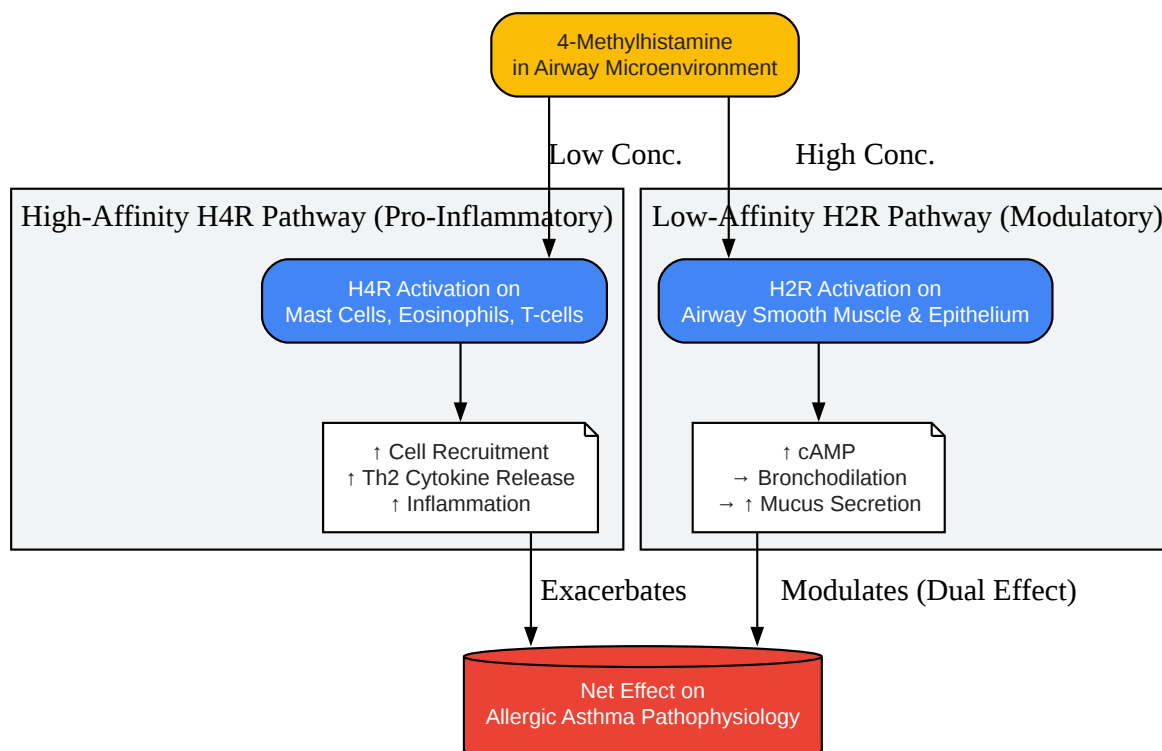 4-Methylhistamine
in Airway Microenvironment
Low Conc.
High Conc.
High-Affinity H4R Pathway (Pro-Inflammatory)
Low-Affinity H2R Pathway (Modulatory)
H4R Activation on
Mast Cells, Eosinophils, T-cells
H2R Activation on
Airway Smooth Muscle & Epithelium
↑ Cell Recruitment
↑ Th2 Cytokine Release
↑ Inflammation
↑ cAMP
→ Bronchodilation
→ ↑ Mucus Secretion
Exacerbates
Modulates (Dual Effect)
Net Effect on
Allergic Asthma Pathophysiology